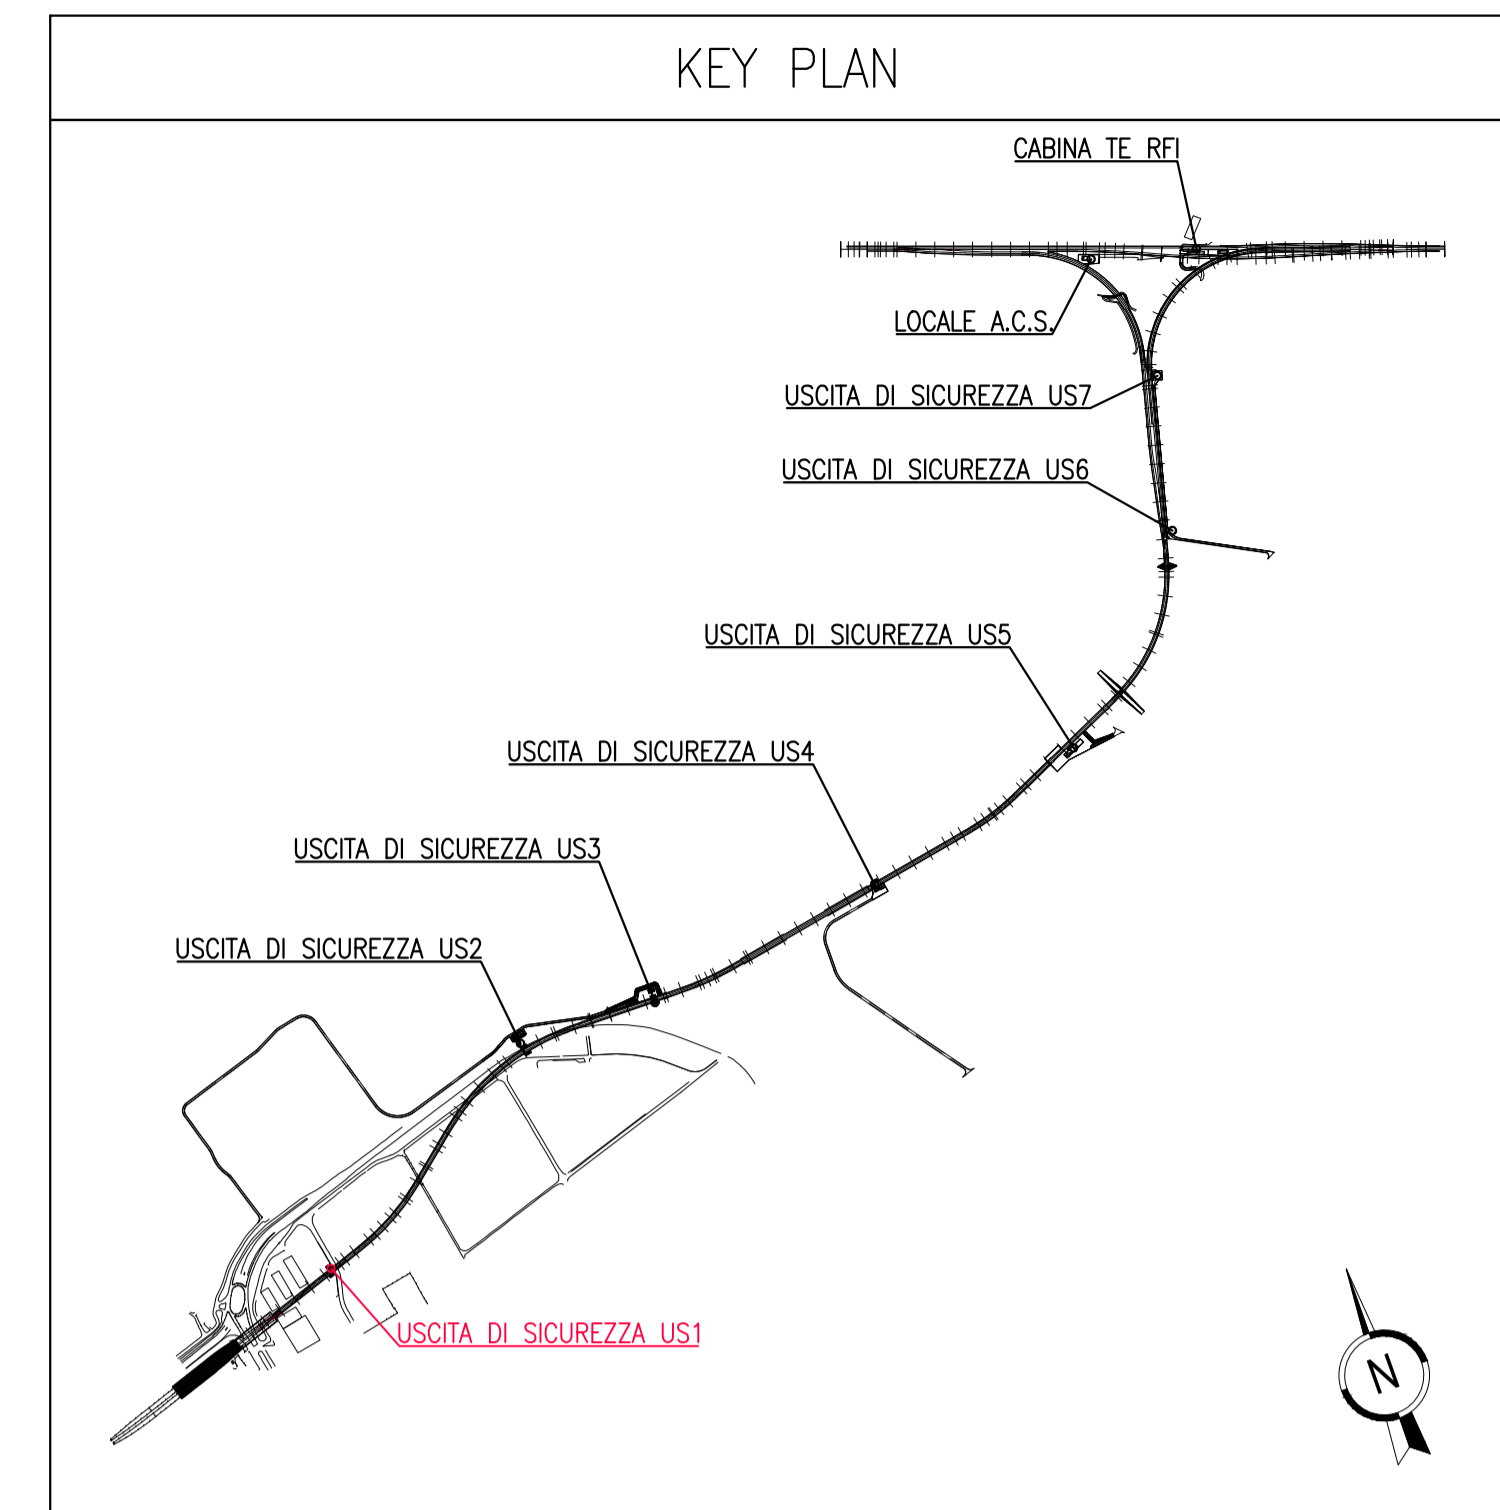 KEY PLAN
CABINA TE RFI
LOCALE A.C.S.
USCITA DI SICUREZZA US7
USCITA DI SICUREZZA US6
USCITA DI SICUREZZA US5
USCITA DI SICUREZZA US4
USCITA DI SICUREZZA US3
USCITA DI SICUREZZA US2
USCITA DI SICUREZZA US1
N